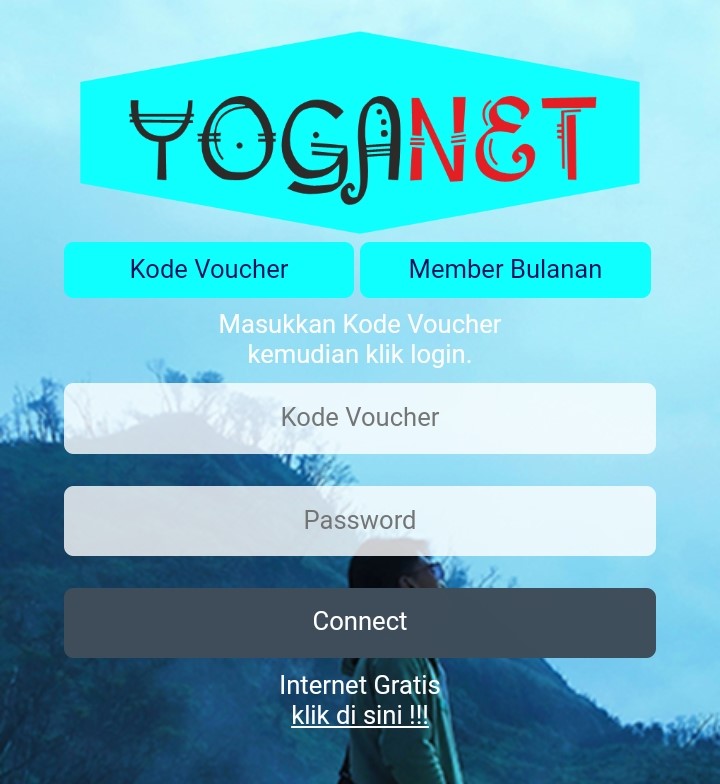 YOGANET
Kode Voucher
Member Bulanan
Masukkan Kode Voucher
kemudian klik login.
Kode Voucher
Password
Connect
Internet Gratis
klik di sini !!!